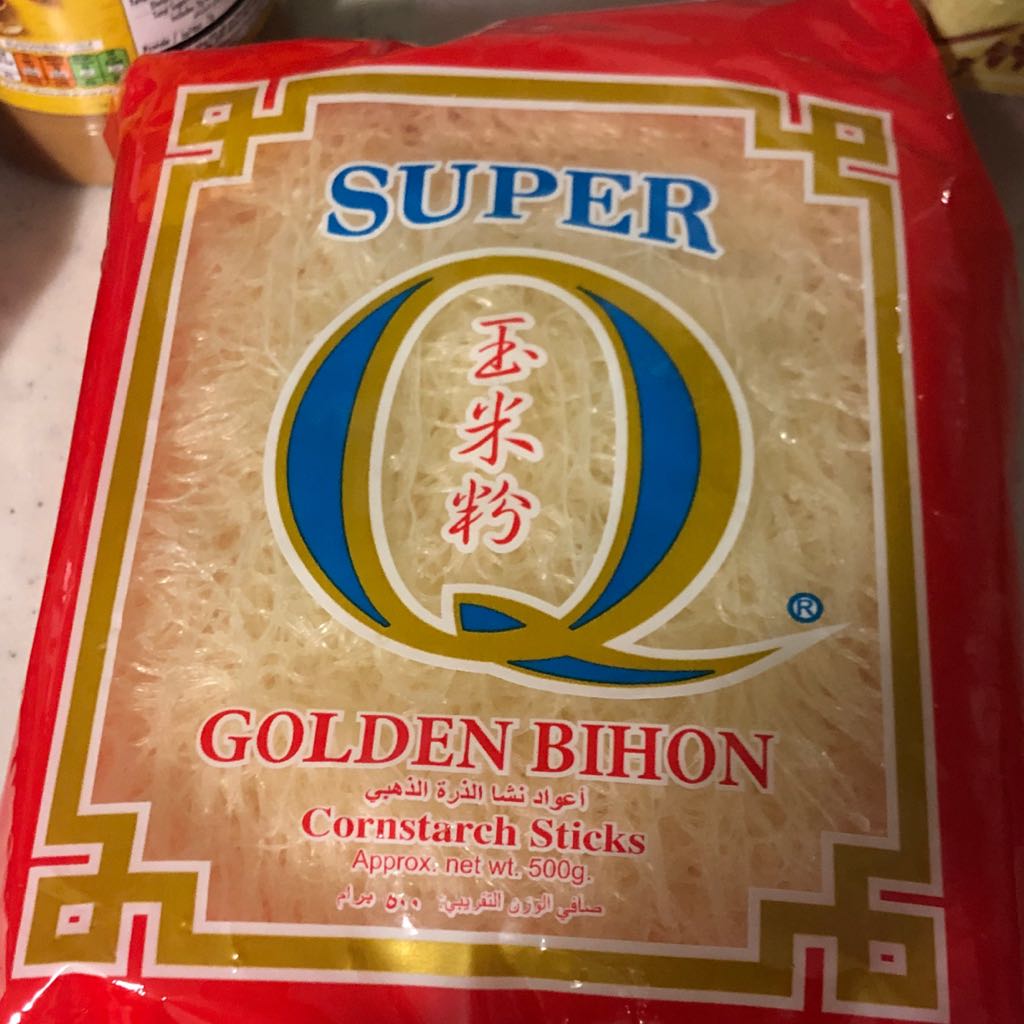 SUPER
Q
玉米粉
®
GOLDEN BIHON
أعواد نشا الذرة الذهبي
Cornstarch Sticks
Approx. net wt. 500g.
صافي الوزن التقريبي: ٥٠٠ جرام